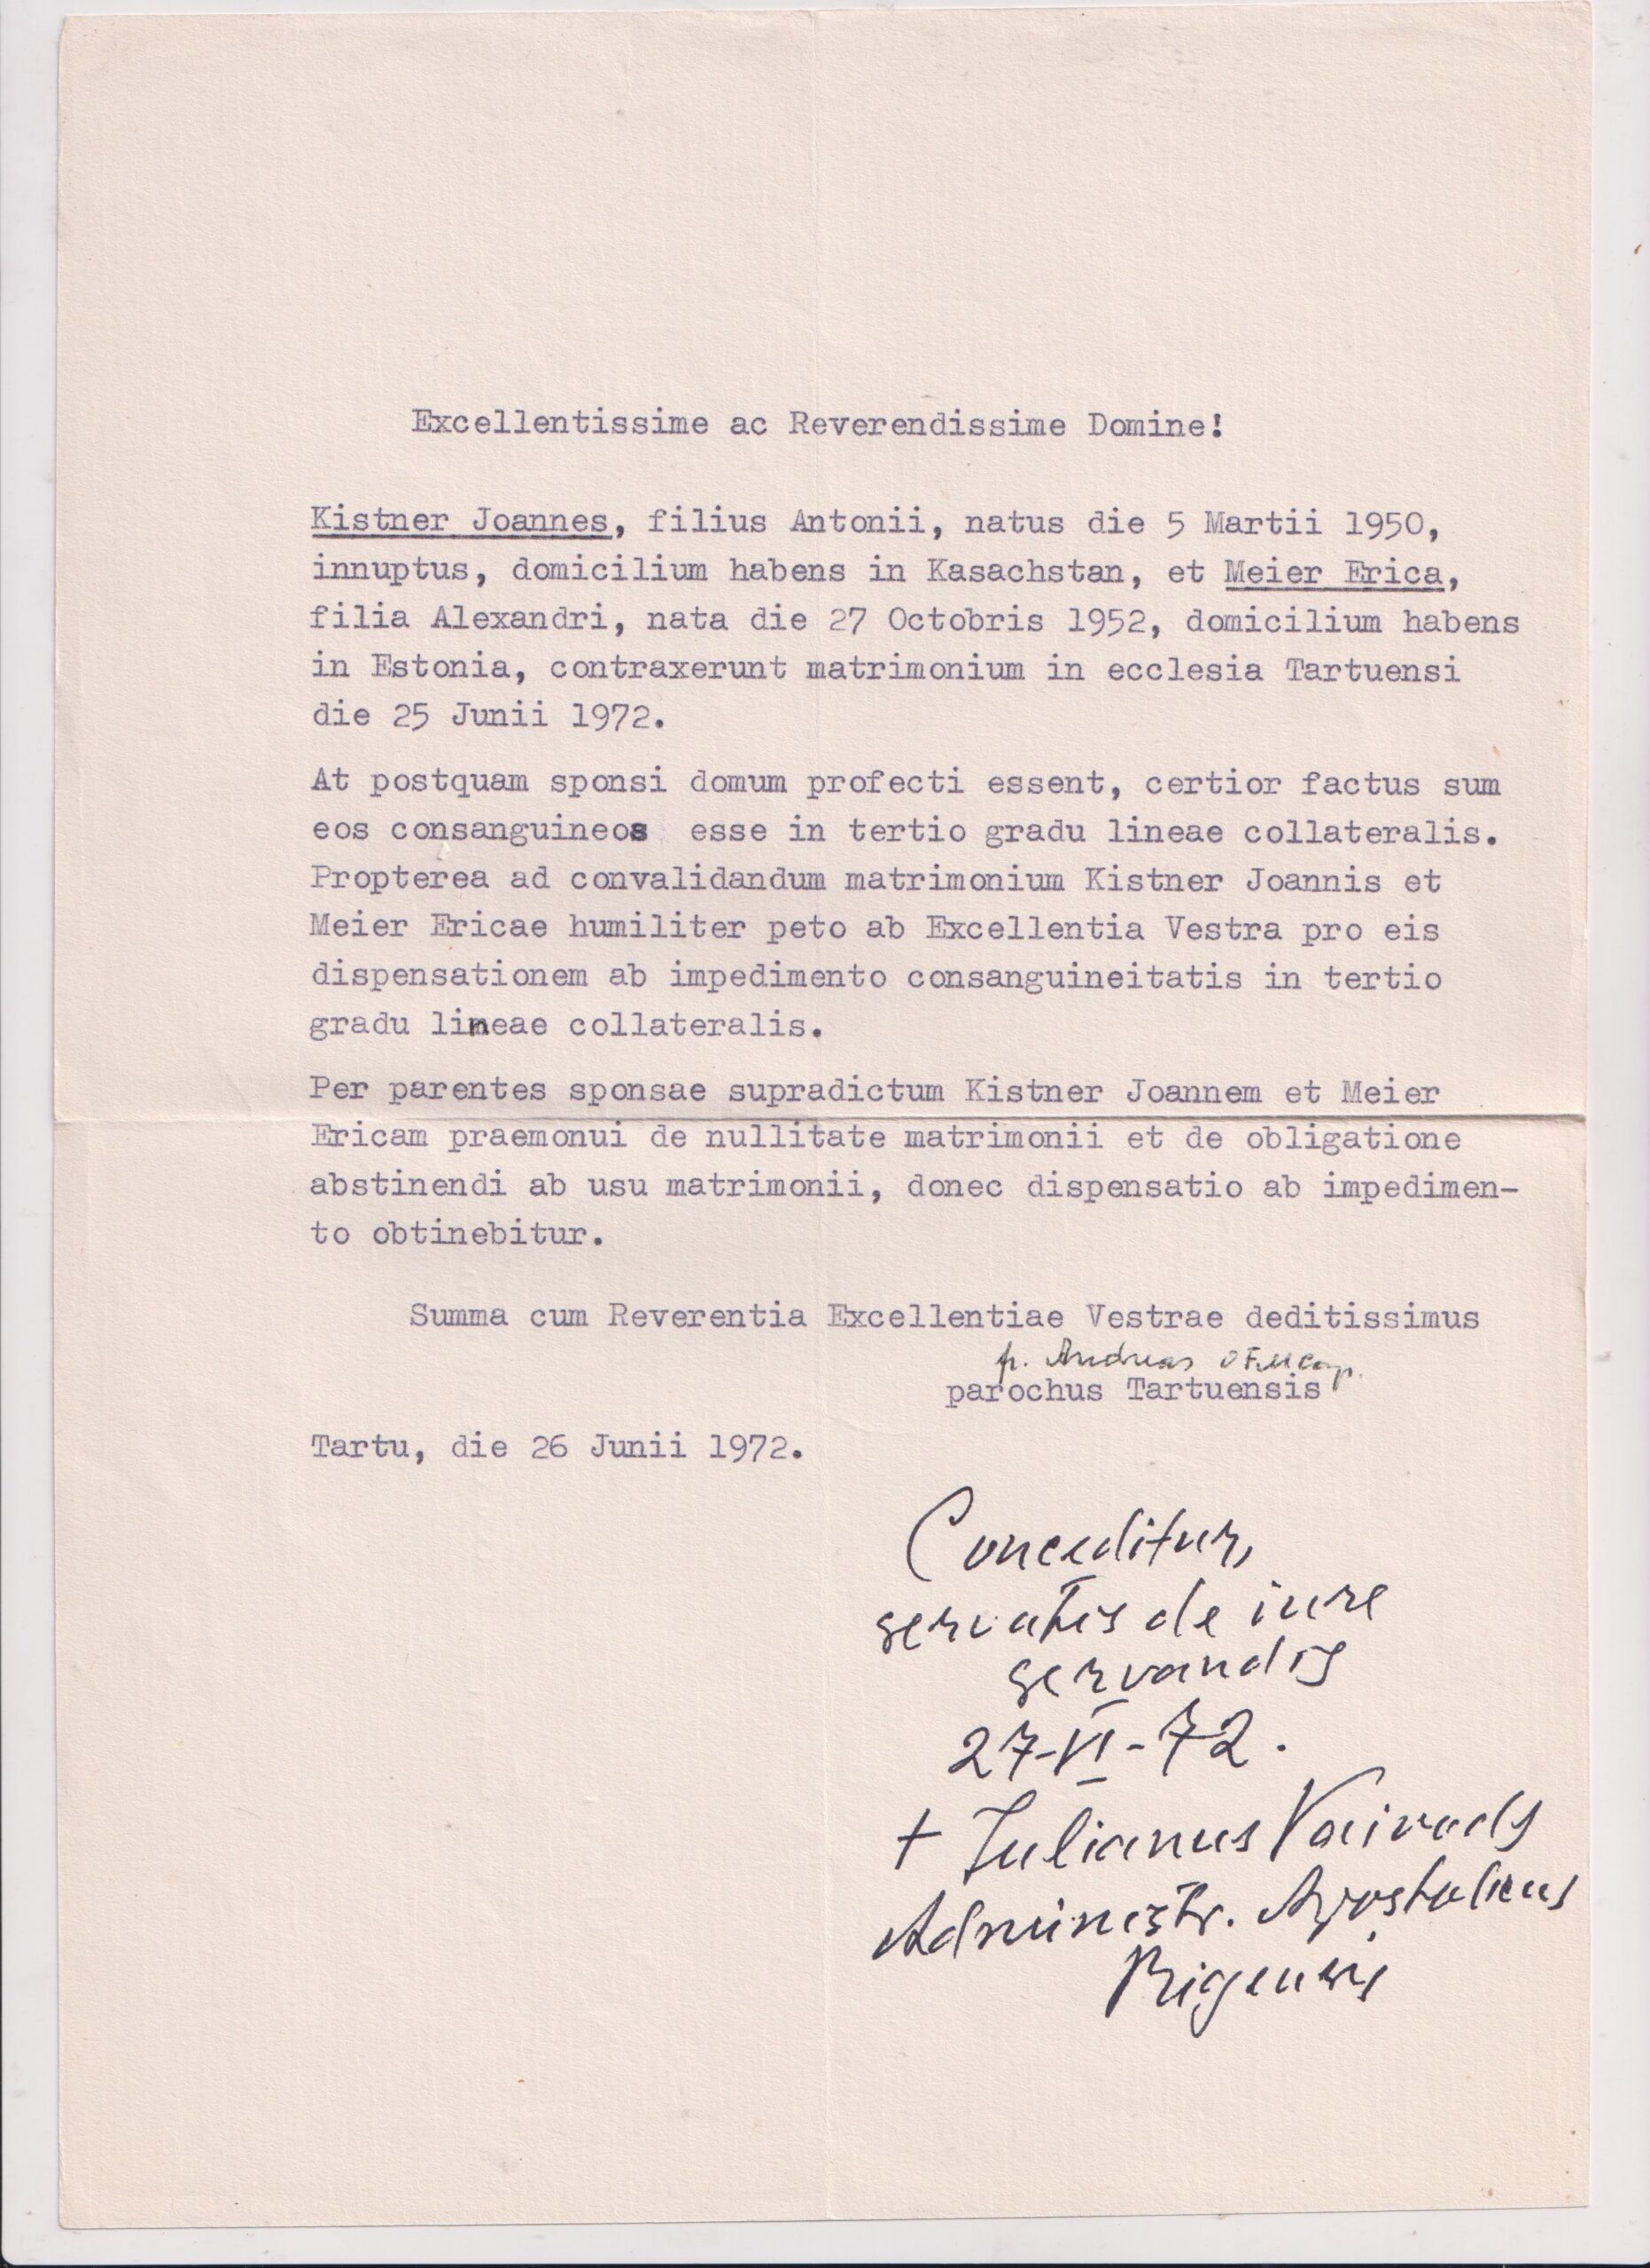 Excellentissime ac Reverendissime Domine!
Kistner Joannes, filius Antonii, natus die 5 Martii 1950,
innuptus, domicilium habens in Kasachstan, et Meier Erica,
filia Alexandri, nata die 27 Octobris 1952, domicilium habens
in Estonia, contraxerunt matrimonium in ecclesia Tartuensi
die 25 Junii 1972.
At postquam sponsi domum profecti essent, certior factus sum
eos consanguineos esse in tertio gradu lineae collateralis.
Propterea ad convalidandum matrimonium Kistner Joannis et
Meier Ericae humiliter peto ab Excellentia Vestra pro eis
dispensationem ab impedimento consanguineitatis in tertio
gradu lineae collateralis.
Per parentes sponsae supradictum Kistner Joannem et Meier
Ericam praemonui de nullitate matrimonii et de obligatione
abstinendi ab usu matrimonii, donec dispensatio ab impedimen-
to obtinebitur.
Summa cum Reverentia Excellentiae Vestrae deditissimus
p. Andreas OFMCap.
parochus Tartuensis
Tartu, die 26 Junii 1972.
Conceditur,
servatis de iure
servandis
27-VI-72.
+ Julianus Vaivods
Administr. Apostolicus
Rigensis